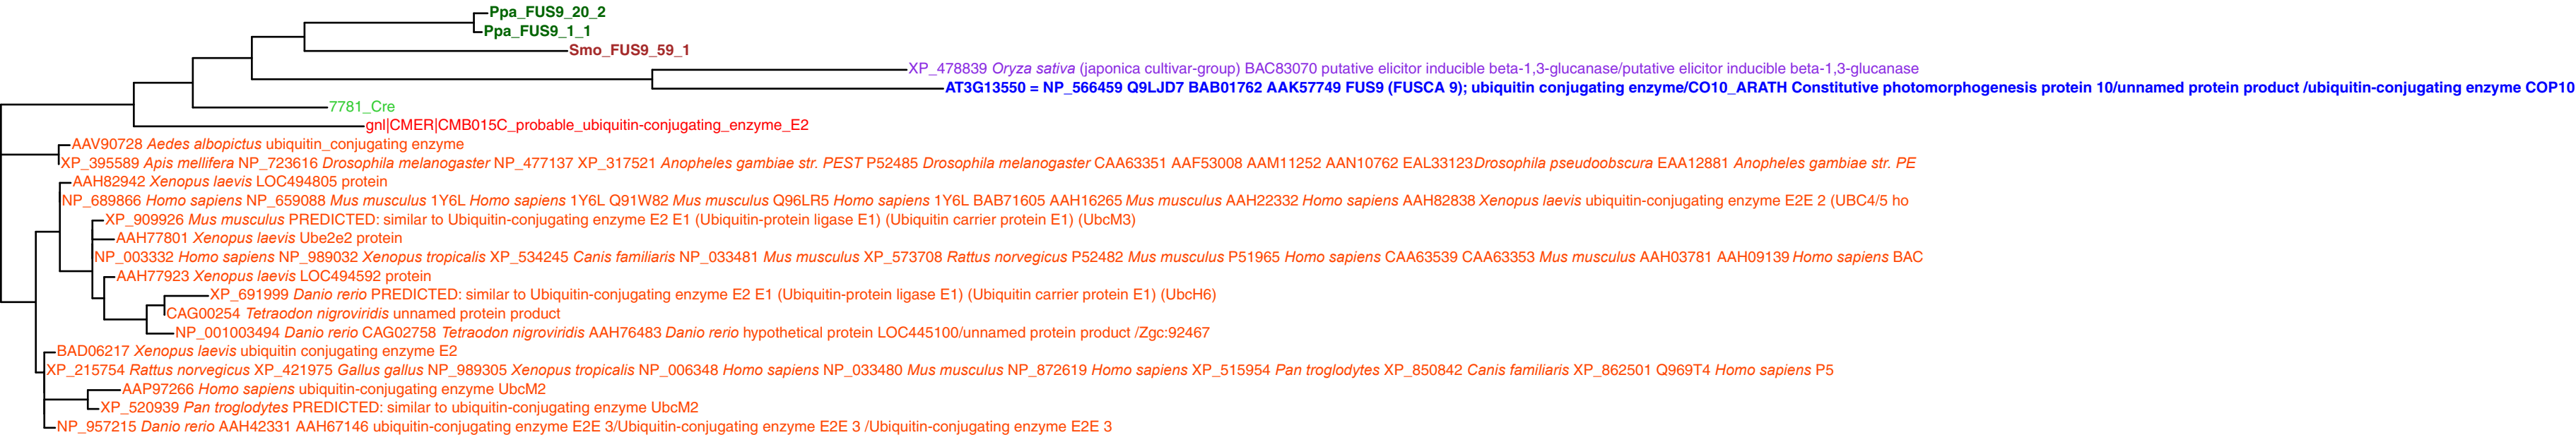 Ppa_FUS9_20_2
Ppa_FUS9_1_1
Smo_FUS9_59_1
XP_478839 Oryza sativa (japonica cultivar-group) BAC83070 putative elicitor inducible beta-1,3-glucanase/putative elicitor inducible beta-1,3-glucanase
AT3G13550 = NP_566459 Q9LJD7 BAB01762 AAK57749 FUS9 (FUSCA 9); ubiquitin conjugating enzyme/CO10_ARATH Constitutive photomorphogenesis protein 10/unnamed protein product /ubiquitin-conjugating enzyme COP10
7781_Cre
gnl|CMER|CMB015C_probable_ubiquitin-conjugating_enzyme_E2
AAV90728 Aedes albopictus ubiquitin_conjugating enzyme
XP_395589 Apis mellifera NP_723616 Drosophila melanogaster NP_477137 XP_317521 Anopheles gambiae str. PEST P52485 Drosophila melanogaster CAA63351 AAF53008 AAM11252 AAN10762 EAL33123 Drosophila pseudoobscura EAA12881 Anopheles gambiae str. PE
AAH82942 Xenopus laevis LOC494805 protein
NP_689866 Homo sapiens NP_659088 Mus musculus 1Y6L Homo sapiens 1Y6L Q91W82 Mus musculus Q96LR5 Homo sapiens 1Y6L BAB71605 AAH16265 Mus musculus AAH22332 Homo sapiens AAH82838 Xenopus laevis ubiquitin-conjugating enzyme E2E 2 (UBC4/5 ho
XP_909926 Mus musculus PREDICTED: similar to Ubiquitin-conjugating enzyme E2 E1 (Ubiquitin-protein ligase E1) (Ubiquitin carrier protein E1) (UbcM3)
AAH77801 Xenopus laevis Ube2e2 protein
NP_003332 Homo sapiens NP_989032 Xenopus tropicalis XP_534245 Canis familiaris NP_033481 Mus musculus XP_573708 Rattus norvegicus P52482 Mus musculus P51965 Homo sapiens CAA63539 CAA63353 Mus musculus AAH03781 AAH09139 Homo sapiens BAC
AAH77923 Xenopus laevis LOC494592 protein
XP_691999 Danio rerio PREDICTED: similar to Ubiquitin-conjugating enzyme E2 E1 (Ubiquitin-protein ligase E1) (Ubiquitin carrier protein E1) (UbcH6)
CAG00254 Tetraodon nigroviridis unnamed protein product
NP_001003494 Danio rerio CAG02758 Tetraodon nigroviridis AAH76483 Danio rerio hypothetical protein LOC445100/unnamed protein product /Zgc:92467
BAD06217 Xenopus laevis ubiquitin conjugating enzyme E2
XP_215754 Rattus norvegicus XP_421975 Gallus gallus NP_989305 Xenopus tropicalis NP_006348 Homo sapiens NP_033480 Mus musculus NP_872619 Homo sapiens XP_515954 Pan troglodytes XP_850842 Canis familiaris XP_862501 Q969T4 Homo sapiens P5
AAP97266 Homo sapiens ubiquitin-conjugating enzyme UbcM2
XP_520939 Pan troglodytes PREDICTED: similar to ubiquitin-conjugating enzyme UbcM2
NP_957215 Danio rerio AAH42331 AAH67146 ubiquitin-conjugating enzyme E2E 3/Ubiquitin-conjugating enzyme E2E 3 /Ubiquitin-conjugating enzyme E2E 3